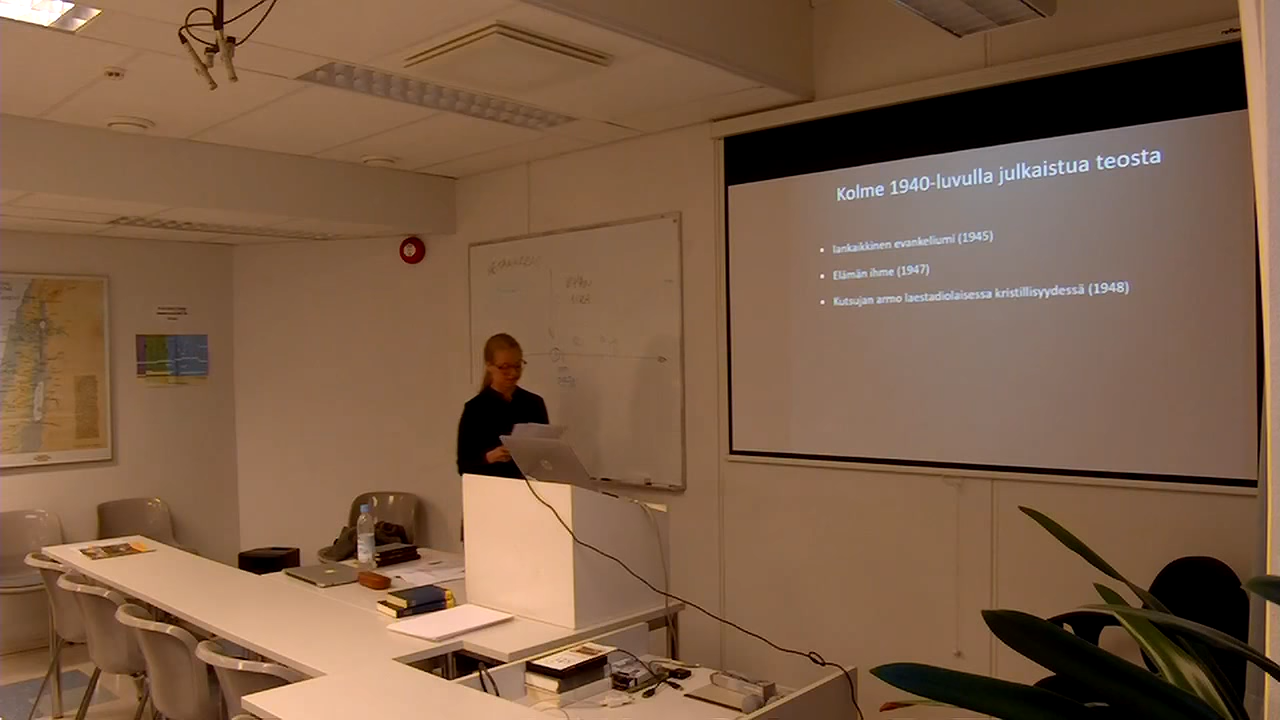 Kolme 1940-luvulla julkaistua teosta
Iankaikkinen evankeliumi (1945)
Elämän ihme (1947)
Kutsujan armo laestadiolaisessa kristillisyydessä (1948)